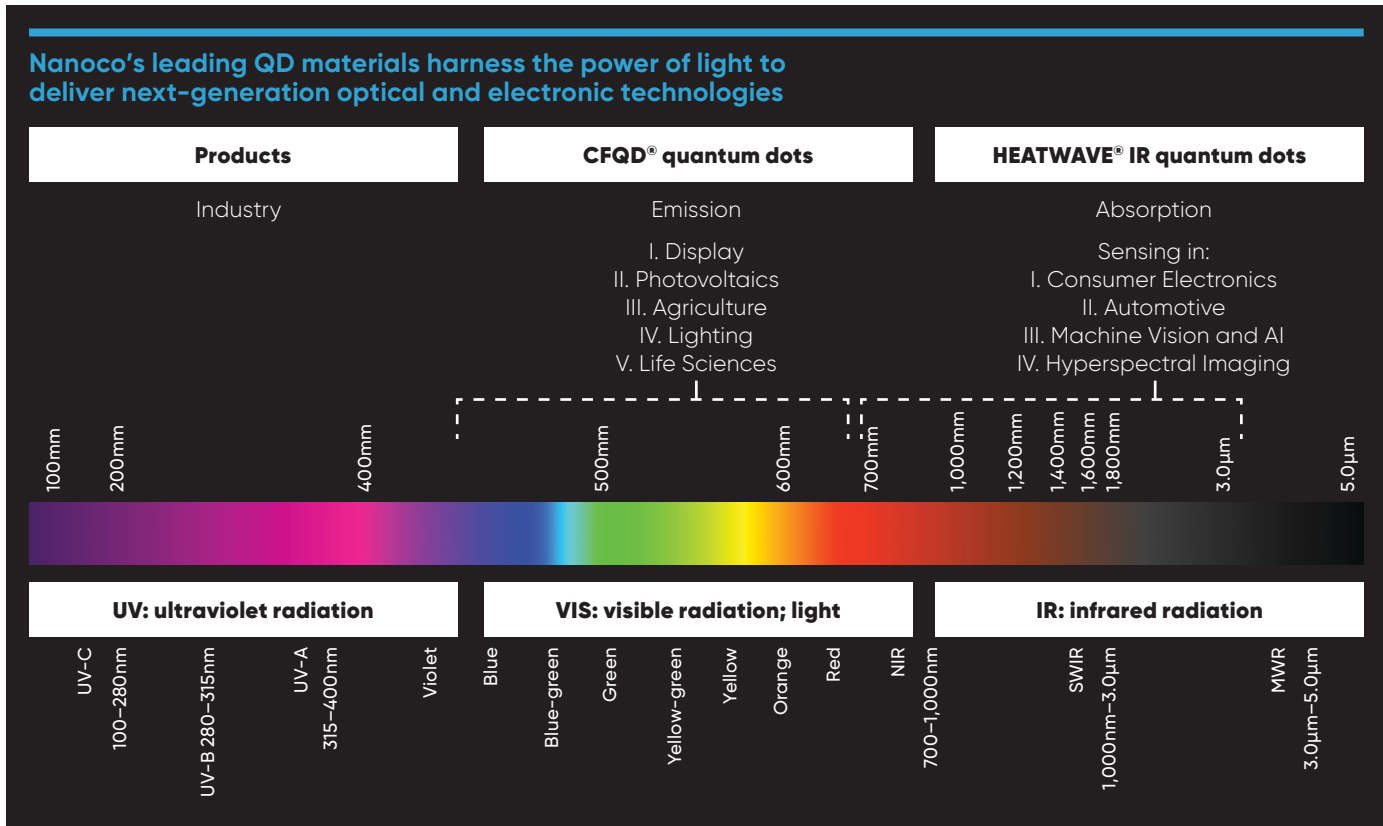 Nanoco’s leading QD materials harness the power of light to
deliver next-generation optical and electronic technologies
Products
CFQD® quantum dots
HEATWAVE® IR quantum dots
Industry
Emission
Absorption
I. Display
II. Photovoltaics
III. Agriculture
IV. Lighting
V. Life Sciences
Sensing in:
I. Consumer Electronics
II. Automotive
III. Machine Vision and AI
IV. Hyperspectral Imaging
100mm
200mm
400mm
500mm
600mm
700mm
1,000mm
1,200mm
1,400mm
1,600mm
1,800mm
3.0μm
5.0μm
UV: ultraviolet radiation
VIS: visible radiation; light
IR: infrared radiation
UV-C
100–280nm
UV-B 280–315nm
UV-A
315–400nm
Violet
Blue
Blue-green
Green
Yellow-green
Yellow
Orange
Red
NIR
700–1,000nm
SWIR
1,000nm–3.0μm
MWR
3.0μm–5.0μm